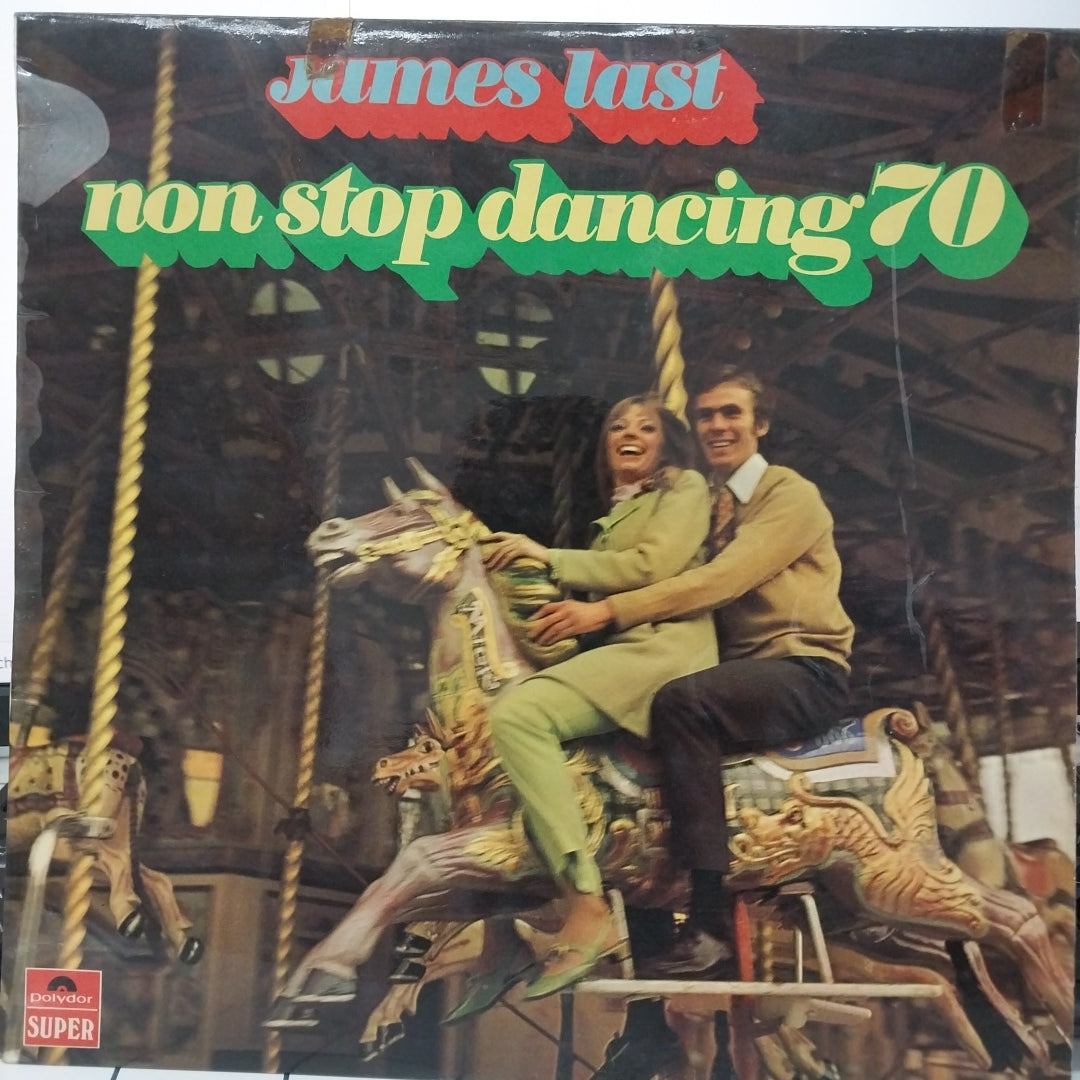 James last
non stop dancing 70
Polydor
SUPER